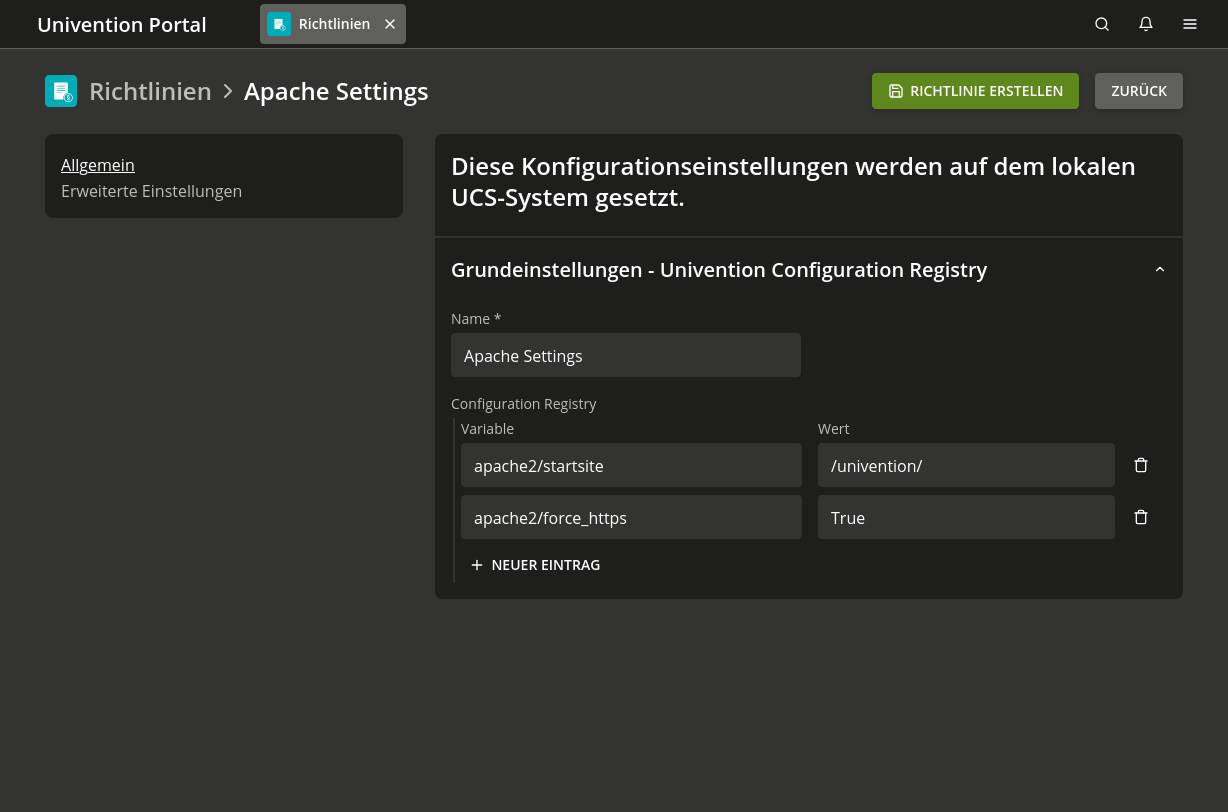 Univention Portal
Richtlinien
Richtlinien > Apache Settings
RICHTLINIE ERSTELLEN
ZURÜCK
Allgemein
Erweiterte Einstellungen
Diese Konfigurationseinstellungen werden auf dem lokalen
UCS-System gesetzt.
Grundeinstellungen - Univention Configuration Registry
Name *
Apache Settings
Configuration Registry
Variable Wert
apache2/startsite /univention/
apache2/force_https True
+ NEUER EINTRAG